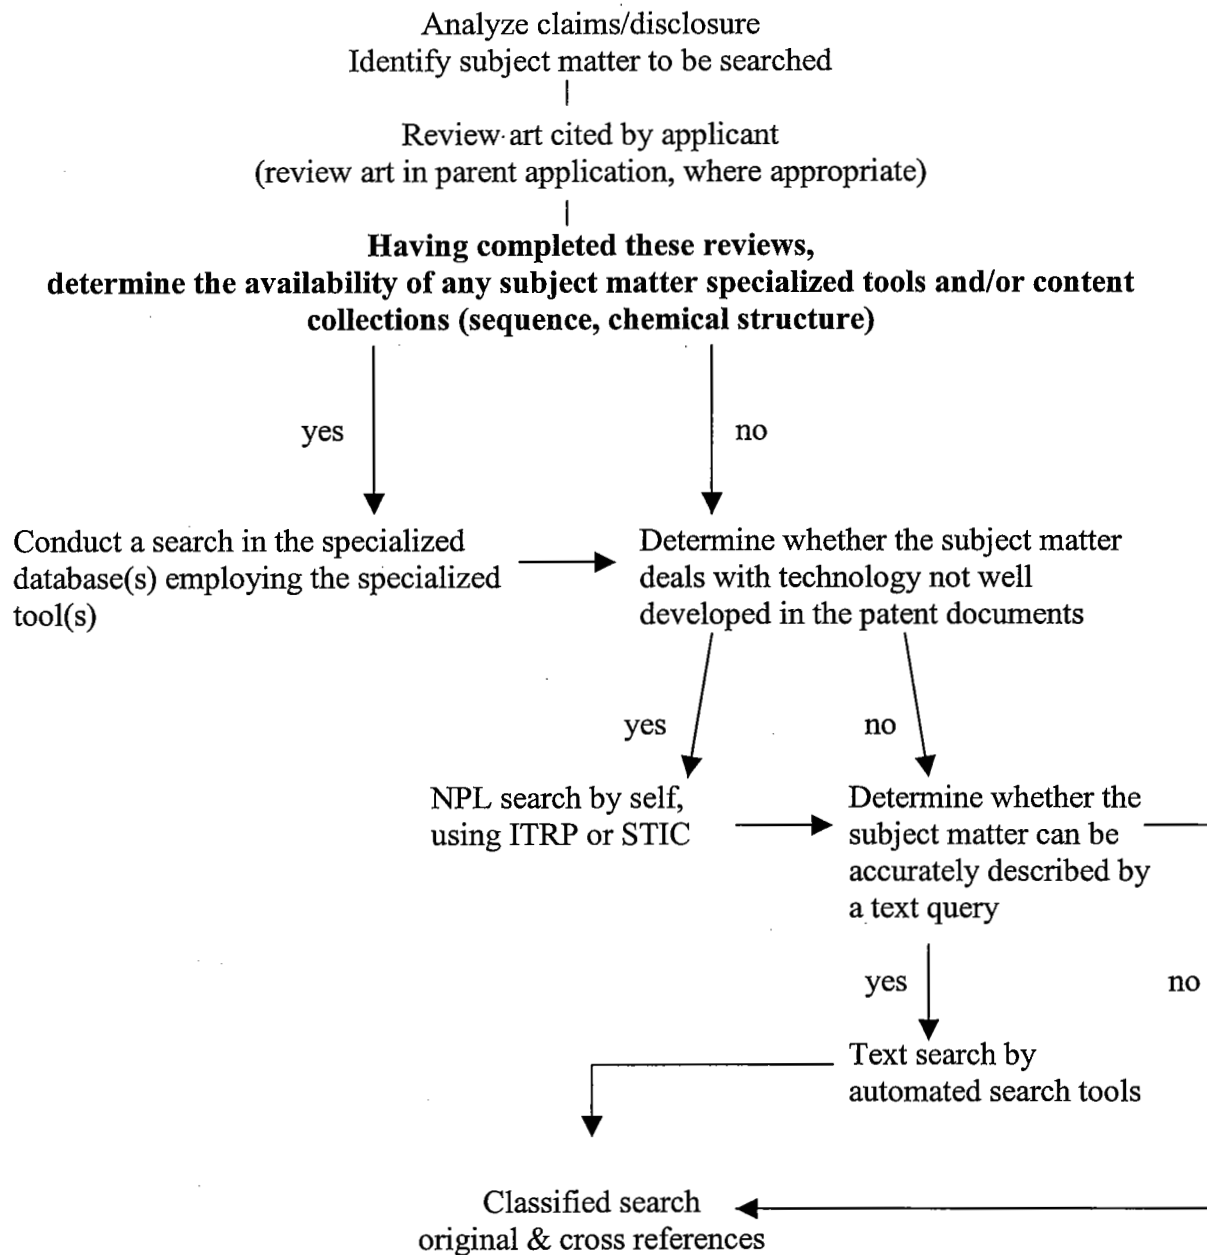 Analyze claims/disclosure
Identify subject matter to be searched
Review art cited by applicant
(review art in parent application, where appropriate)
Having completed these reviews,
determine the availability of any subject matter specialized tools and/or content
collections (sequence, chemical structure)
yes
no
Conduct a search in the specialized
database(s) employing the specialized
tool(s)
Determine whether the subject matter
deals with technology not well
developed in the patent documents
yes
no
NPL search by self,
using ITRP or STIC
Determine whether the
subject matter can be
accurately described by
a text query
yes
no
Text search by
automated search tools
Classified search
original & cross references